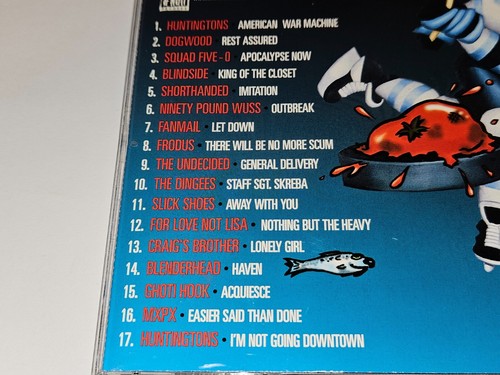 1. HUNTINGTONS AMERICAN WAR MACHINE
2. DOGWOOD REST ASSURED
3. SQUAD FIVE-O • APOCALYPSE NOW
4. BLINDSIDE • KING OF THE CLOSET
5. SHORTHANDED • IMITATION
6. NINETY POUND WUSS • OUTBREAK
7. FANMAIL • LET DOWN
8. FRODUS • THERE WILL BE NO MORE SCUM
9. THE UNDECIDED • GENERAL DELIVERY
10. THE DINGEES • STAFF SGT. SKREBA
11. SLICK SHOES • AWAY WITH YOU
12. FOR LOVE NOT LISA • NOTHING BUT THE HEAVY
13. CRAIG'S BROTHER • LONELY GIRL
14. BLENDERHEAD • HAVEN
15. GHOTI HOOK • ACQUIESCE
16. MXPX • EASIER SAID THAN DONE
17. HUNTINGTONS • I'M NOT GOING DOWNTOWN